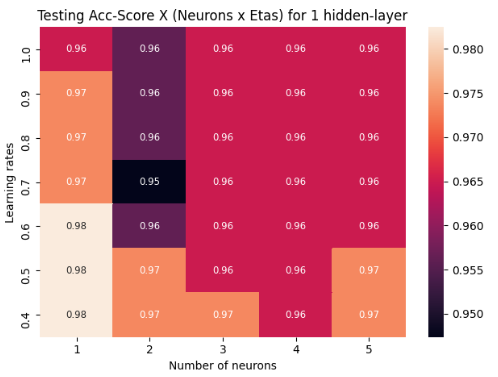 Testing Acc-Score X (Neurons x Etas) for 1 hidden-layer
Learning rates
1.0 0.96 0.96 0.96 0.96 0.96
0.9 0.97 0.96 0.96 0.96 0.96
0.8 0.97 0.96 0.96 0.96 0.96
0.7 0.97 0.95 0.96 0.96 0.96
0.6 0.98 0.96 0.96 0.96 0.96
0.5 0.98 0.97 0.96 0.96 0.97
0.4 0.98 0.97 0.97 0.96 0.97
1 2 3 4 5
Number of neurons
0.980
0.975
0.970
0.965
0.960
0.955
0.950